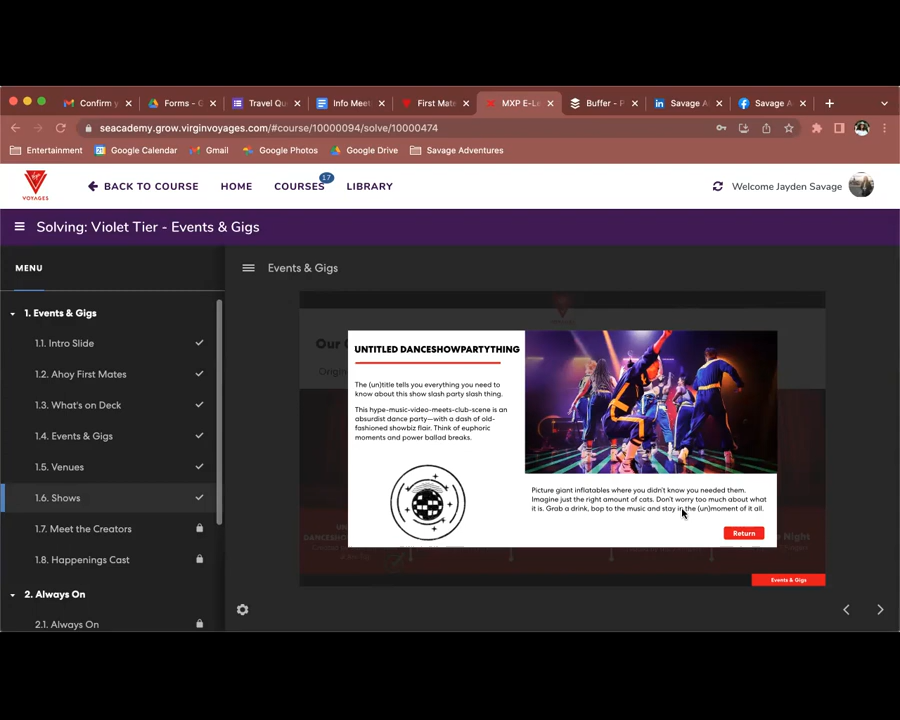 Confirm y
Forms - G
Travel Qu
Info Meet
First Mate
MXP E-Le
Buffer - P
Savage A
Savage A
seacademy.grow.virginvoyages.com/#course/10000094/solve/10000474
Entertainment
Google Calendar
Gmail
Google Photos
Google Drive
Savage Adventures
VOYAGES
BACK TO COURSE
HOME
COURSES
17
LIBRARY
Welcome Jayden Savage
Solving: Violet Tier - Events & Gigs
MENU
Events & Gigs
1. Events & Gigs
1.1. Intro Slide
1.2. Ahoy First Mates
1.3. What's on Deck
1.4. Events & Gigs
1.5. Venues
1.6. Shows
1.7. Meet the Creators
1.8. Happenings Cast
2. Always On
2.1. Always On
Our
UNTITLED DANCESHOWPARTYTHING
The (un)title tells you everything you need to
know about this show slash party slash thing.
This hype-music-video-meets-club-scene is an
absurdist dance party—with a dash of old-
fashioned showbiz flair. Think of euphoric
moments and power ballad breaks.
Picture giant inflatables where you didn't know you needed them.
Imagine just the right amount of cats. Don't worry too much about what
it is. Grab a drink, bop to the music and stay in the (un)moment of it all.
Return
Night
Events & Gigs